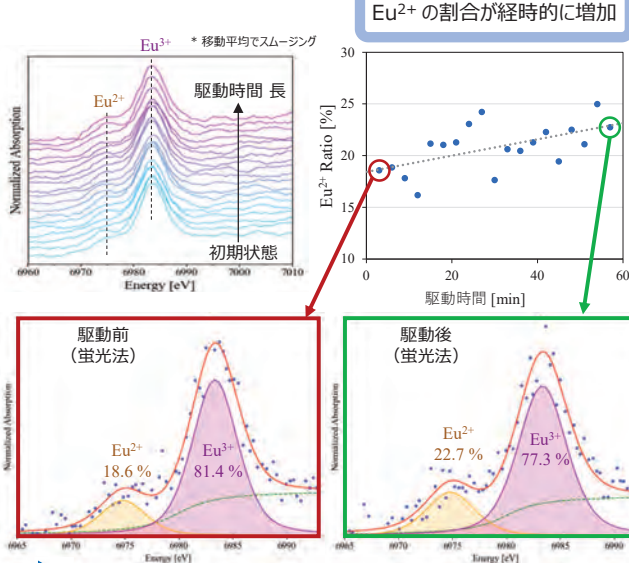 Eu²⁺ の割合が経時的に増加
* 移動平均でスムージング
Eu³⁺
Eu²⁺
駆動時間 長
初期状態
Normalized Absorption
6960 6970 6980 6990 7000 7010
Energy [eV]
30
25
20
15
10
Eu²⁺ Ratio [%]
0 20 40 60
駆動時間 [min]
駆動前
(蛍光法)
Eu²⁺
18.6 %
Eu³⁺
81.4 %
Normalized Absorption
6965 6970 6975 6980 6985 6990
Energy [eV]
駆動後
(蛍光法)
Eu²⁺
22.7 %
Eu³⁺
77.3 %
Normalized Absorption
6965 6970 6975 6980 6985 6990
Energy [eV]